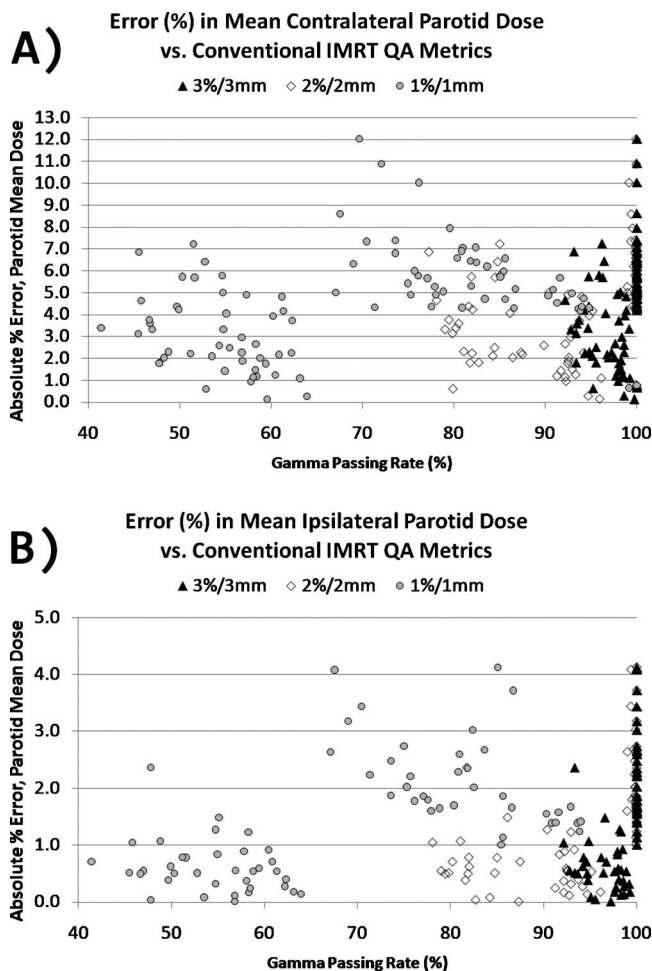 A)
Error (%) in Mean Contralateral Parotid Dose
vs. Conventional IMRT QA Metrics
3%/3mm 2%/2mm 1%/1mm
Absolute % Error, Parotid Mean Dose
13.0
12.0
11.0
10.0
9.0
8.0
7.0
6.0
5.0
4.0
3.0
2.0
1.0
0.0
40 50 60 70 80 90 100
Gamma Passing Rate (%)
B)
Error (%) in Mean Ipsilateral Parotid Dose
vs. Conventional IMRT QA Metrics
3%/3mm 2%/2mm 1%/1mm
Absolute % Error, Parotid Mean Dose
5.0
4.0
3.0
2.0
1.0
0.0
40 50 60 70 80 90 100
Gamma Passing Rate (%)